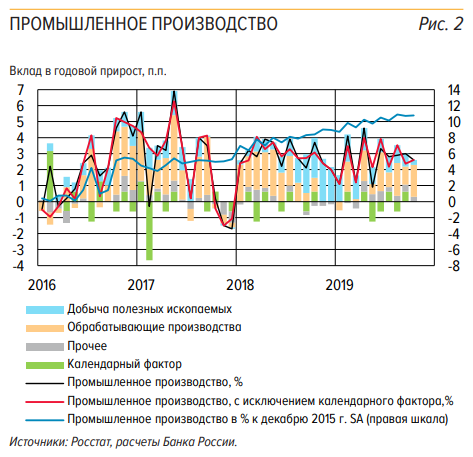 ПРОМЫШЛЕННОЕ ПРОИЗВОДСТВО Рис. 2
Вклад в годовой прирост, п.п.
7 14
6 12
5 10
4 8
3 6
2 4
1 2
0 0
-1 -2
-2 -4
-3 -6
-4 -8
2016 2017 2018 2019
Добыча полезных ископаемых
Обрабатывающие производства
Прочее
Календарный фактор
Промышленное производство, %
Промышленное производство, с исключением календарного фактора,%
Промышленное производство в % к декабрю 2015 г. SA (правая шкала)
Источники: Росстат, расчеты Банка России.